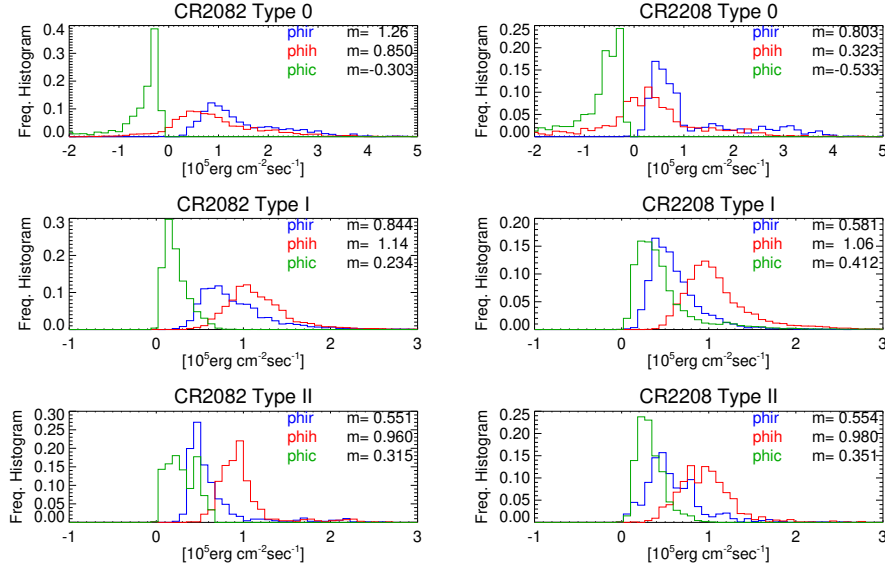 CR2082 Type 0
Freq. Histogram
0.4
0.3
0.2
0.1
0.0
phir m= 1.26
phih m= 0.850
phic m=-0.303
-2 -1 0 1 2 3 4 5
[10⁵erg cm⁻²sec⁻¹]
CR2208 Type 0
Freq. Histogram
0.25
0.20
0.15
0.10
0.05
0.00
phir m= 0.803
phih m= 0.323
phic m=-0.533
-2 -1 0 1 2 3 4 5
[10⁵erg cm⁻²sec⁻¹]
CR2082 Type I
Freq. Histogram
0.3
0.2
0.1
0.0
phir m= 0.844
phih m= 1.14
phic m= 0.234
-1 0 1 2 3
[10⁵erg cm⁻²sec⁻¹]
CR2208 Type I
Freq. Histogram
0.20
0.15
0.10
0.05
0.00
phir m= 0.581
phih m= 1.06
phic m= 0.412
-1 0 1 2 3
[10⁵erg cm⁻²sec⁻¹]
CR2082 Type II
Freq. Histogram
0.30
0.25
0.20
0.15
0.10
0.05
0.00
phir m= 0.551
phih m= 0.960
phic m= 0.315
-1 0 1 2 3
[10⁵erg cm⁻²sec⁻¹]
CR2208 Type II
Freq. Histogram
0.25
0.20
0.15
0.10
0.05
0.00
phir m= 0.554
phih m= 0.980
phic m= 0.351
-1 0 1 2 3
[10⁵erg cm⁻²sec⁻¹]